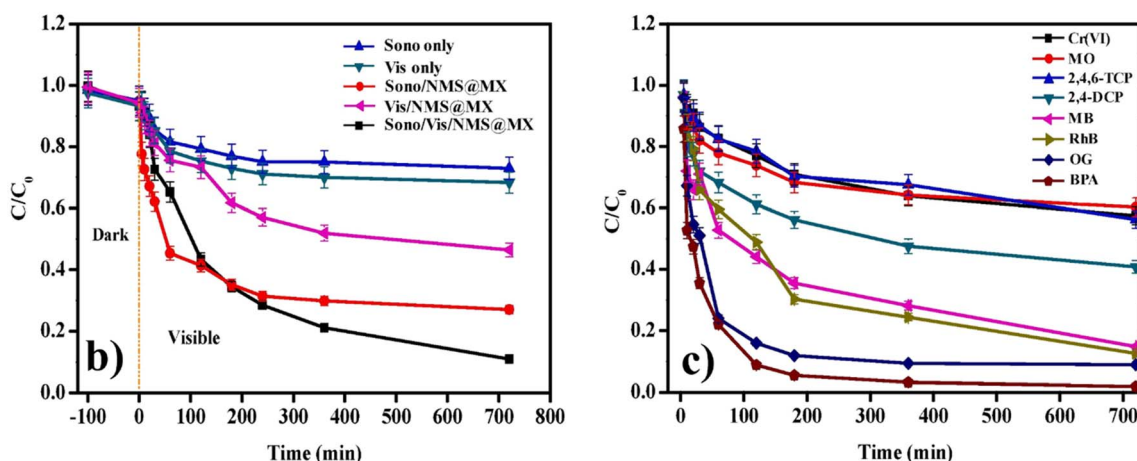 1.2
1.0
0.8
0.6
0.4
0.2
0.0
C/C0
-100 0 100 200 300 400 500 600 700 800
Time (min)
Sono only
Vis only
Sono/NMS@MX
Vis/NMS@MX
Sono/Vis/NMS@MX
Dark
Visible
b)
1.2
1.0
0.8
0.6
0.4
0.2
0.0
C/C0
0 100 200 300 400 500 600 700
Time (min)
Cr(VI)
MO
2,4,6-TCP
2,4-DCP
MB
RhB
OG
BPA
c)